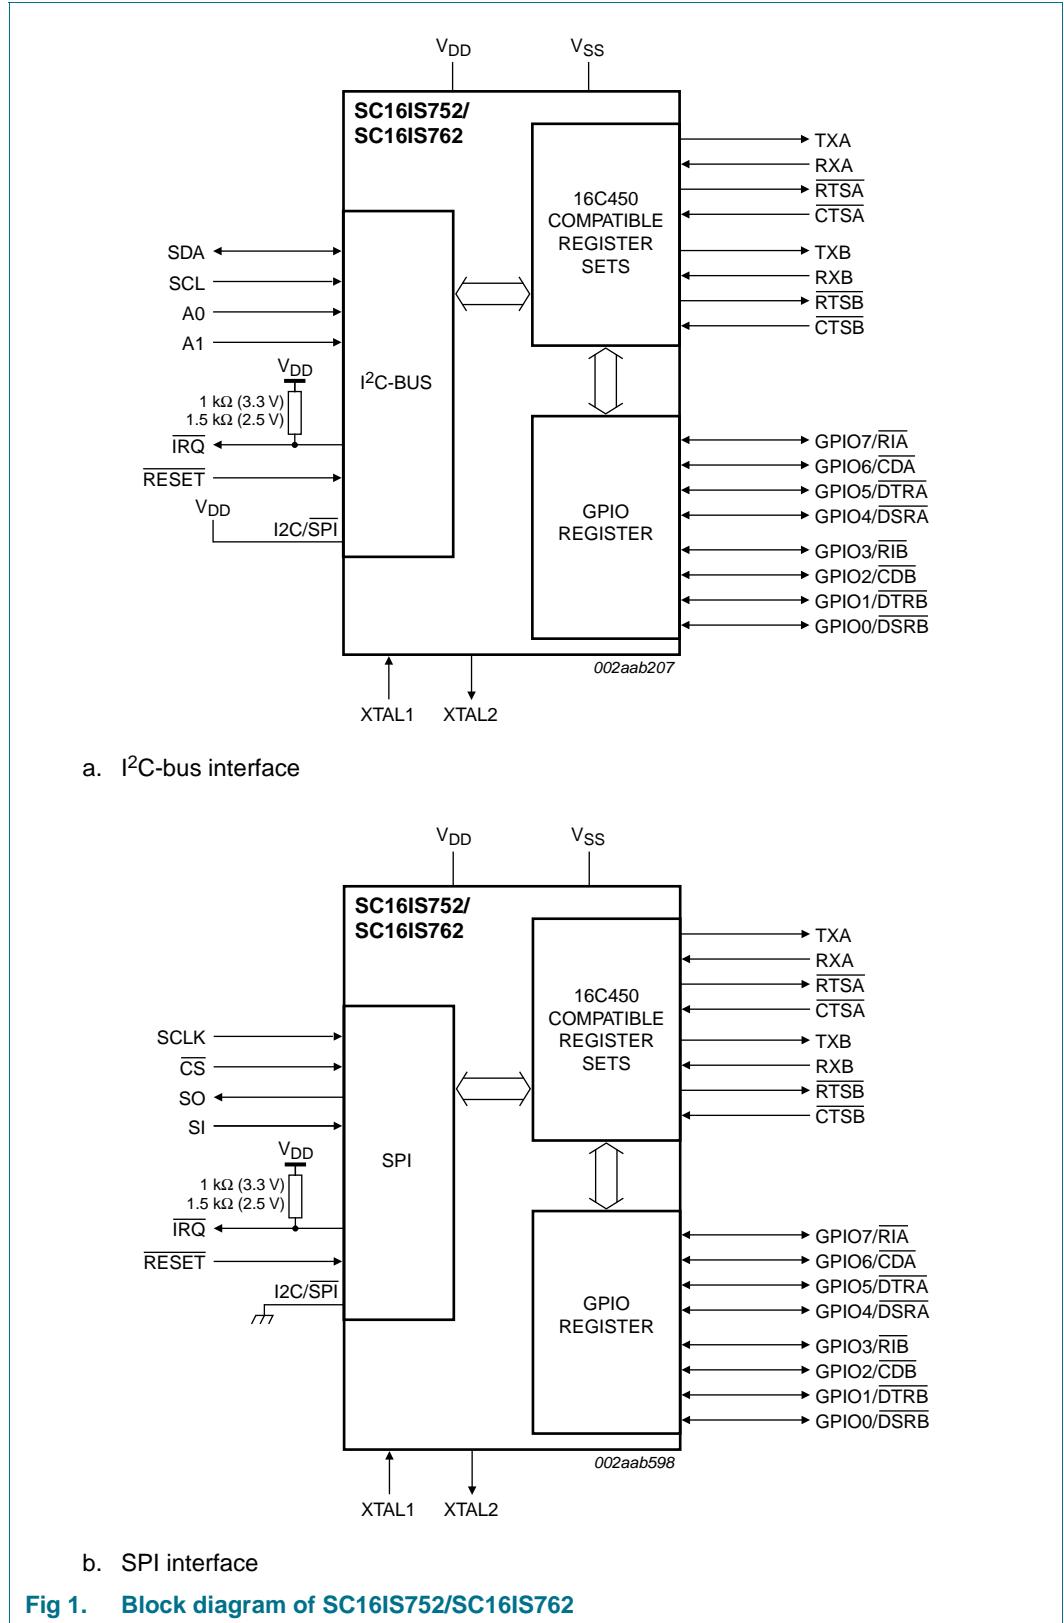 VDD
VSS
SC16IS752/
SC16IS762
16C450
COMPATIBLE
REGISTER
SETS
TXA
RXA
RTSA
CTSA
TXB
RXB
RTSB
CTSB
SDA
SCL
A0
A1
VDD
1 kΩ (3.3 V)
1.5 kΩ (2.5 V)
IRQ
RESET
VDD
I2C/SPI
I2C-BUS
GPIO
REGISTER
GPIO7/RIA
GPIO6/CDA
GPIO5/DTRA
GPIO4/DSRA
GPIO3/RIB
GPIO2/CDB
GPIO1/DTRB
GPIO0/DSRB
002aab207
XTAL1
XTAL2
a. I2C-bus interface
VDD
VSS
SC16IS752/
SC16IS762
16C450
COMPATIBLE
REGISTER
SETS
TXA
RXA
RTSA
CTSA
TXB
RXB
RTSB
CTSB
SCLK
CS
SO
SI
VDD
1 kΩ (3.3 V)
1.5 kΩ (2.5 V)
IRQ
RESET
I2C/SPI
SPI
GPIO
REGISTER
GPIO7/RIA
GPIO6/CDA
GPIO5/DTRA
GPIO4/DSRA
GPIO3/RIB
GPIO2/CDB
GPIO1/DTRB
GPIO0/DSRB
002aab598
XTAL1
XTAL2
b. SPI interface
Fig 1. Block diagram of SC16IS752/SC16IS762